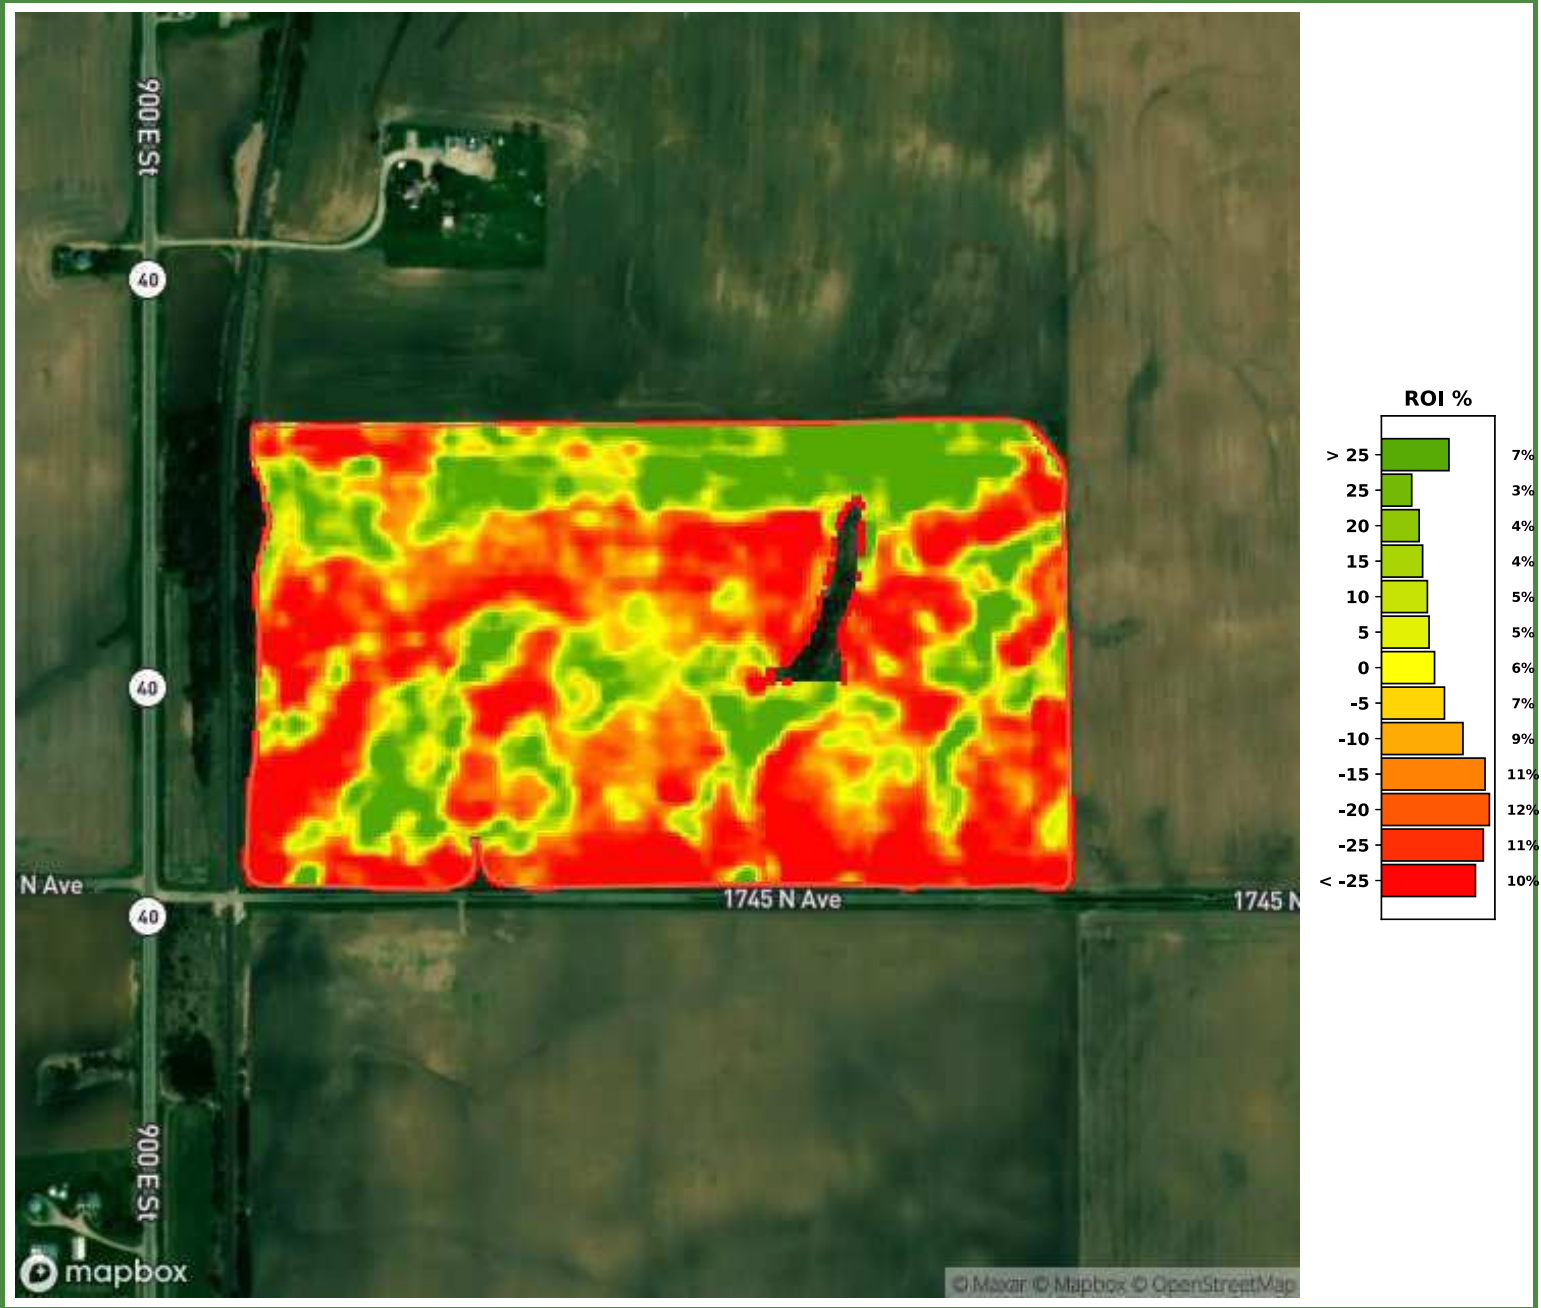 900 E St
40
40
N Ave
40
1745 N Ave
1745 N
900 E St
mapbox
© Maxar © Mapbox © OpenStreetMap
ROI %
> 25 7%
25 3%
20 4%
15 4%
10 5%
5 5%
0 6%
-5 7%
-10 9%
-15 11%
-20 12%
-25 11%
< -25 10%